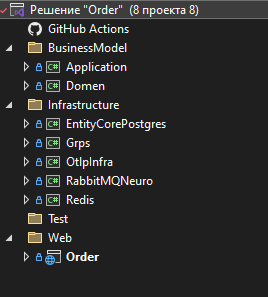 Решение "Order" (8 проекта 8)
GitHub Actions
BusinessModel
C# Application
C# Domen
Infrastructure
C# EntityCorePostgres
C# Grps
C# OtlpInfra
C# RabbitMQNeuro
C# Redis
Test
Web
Order